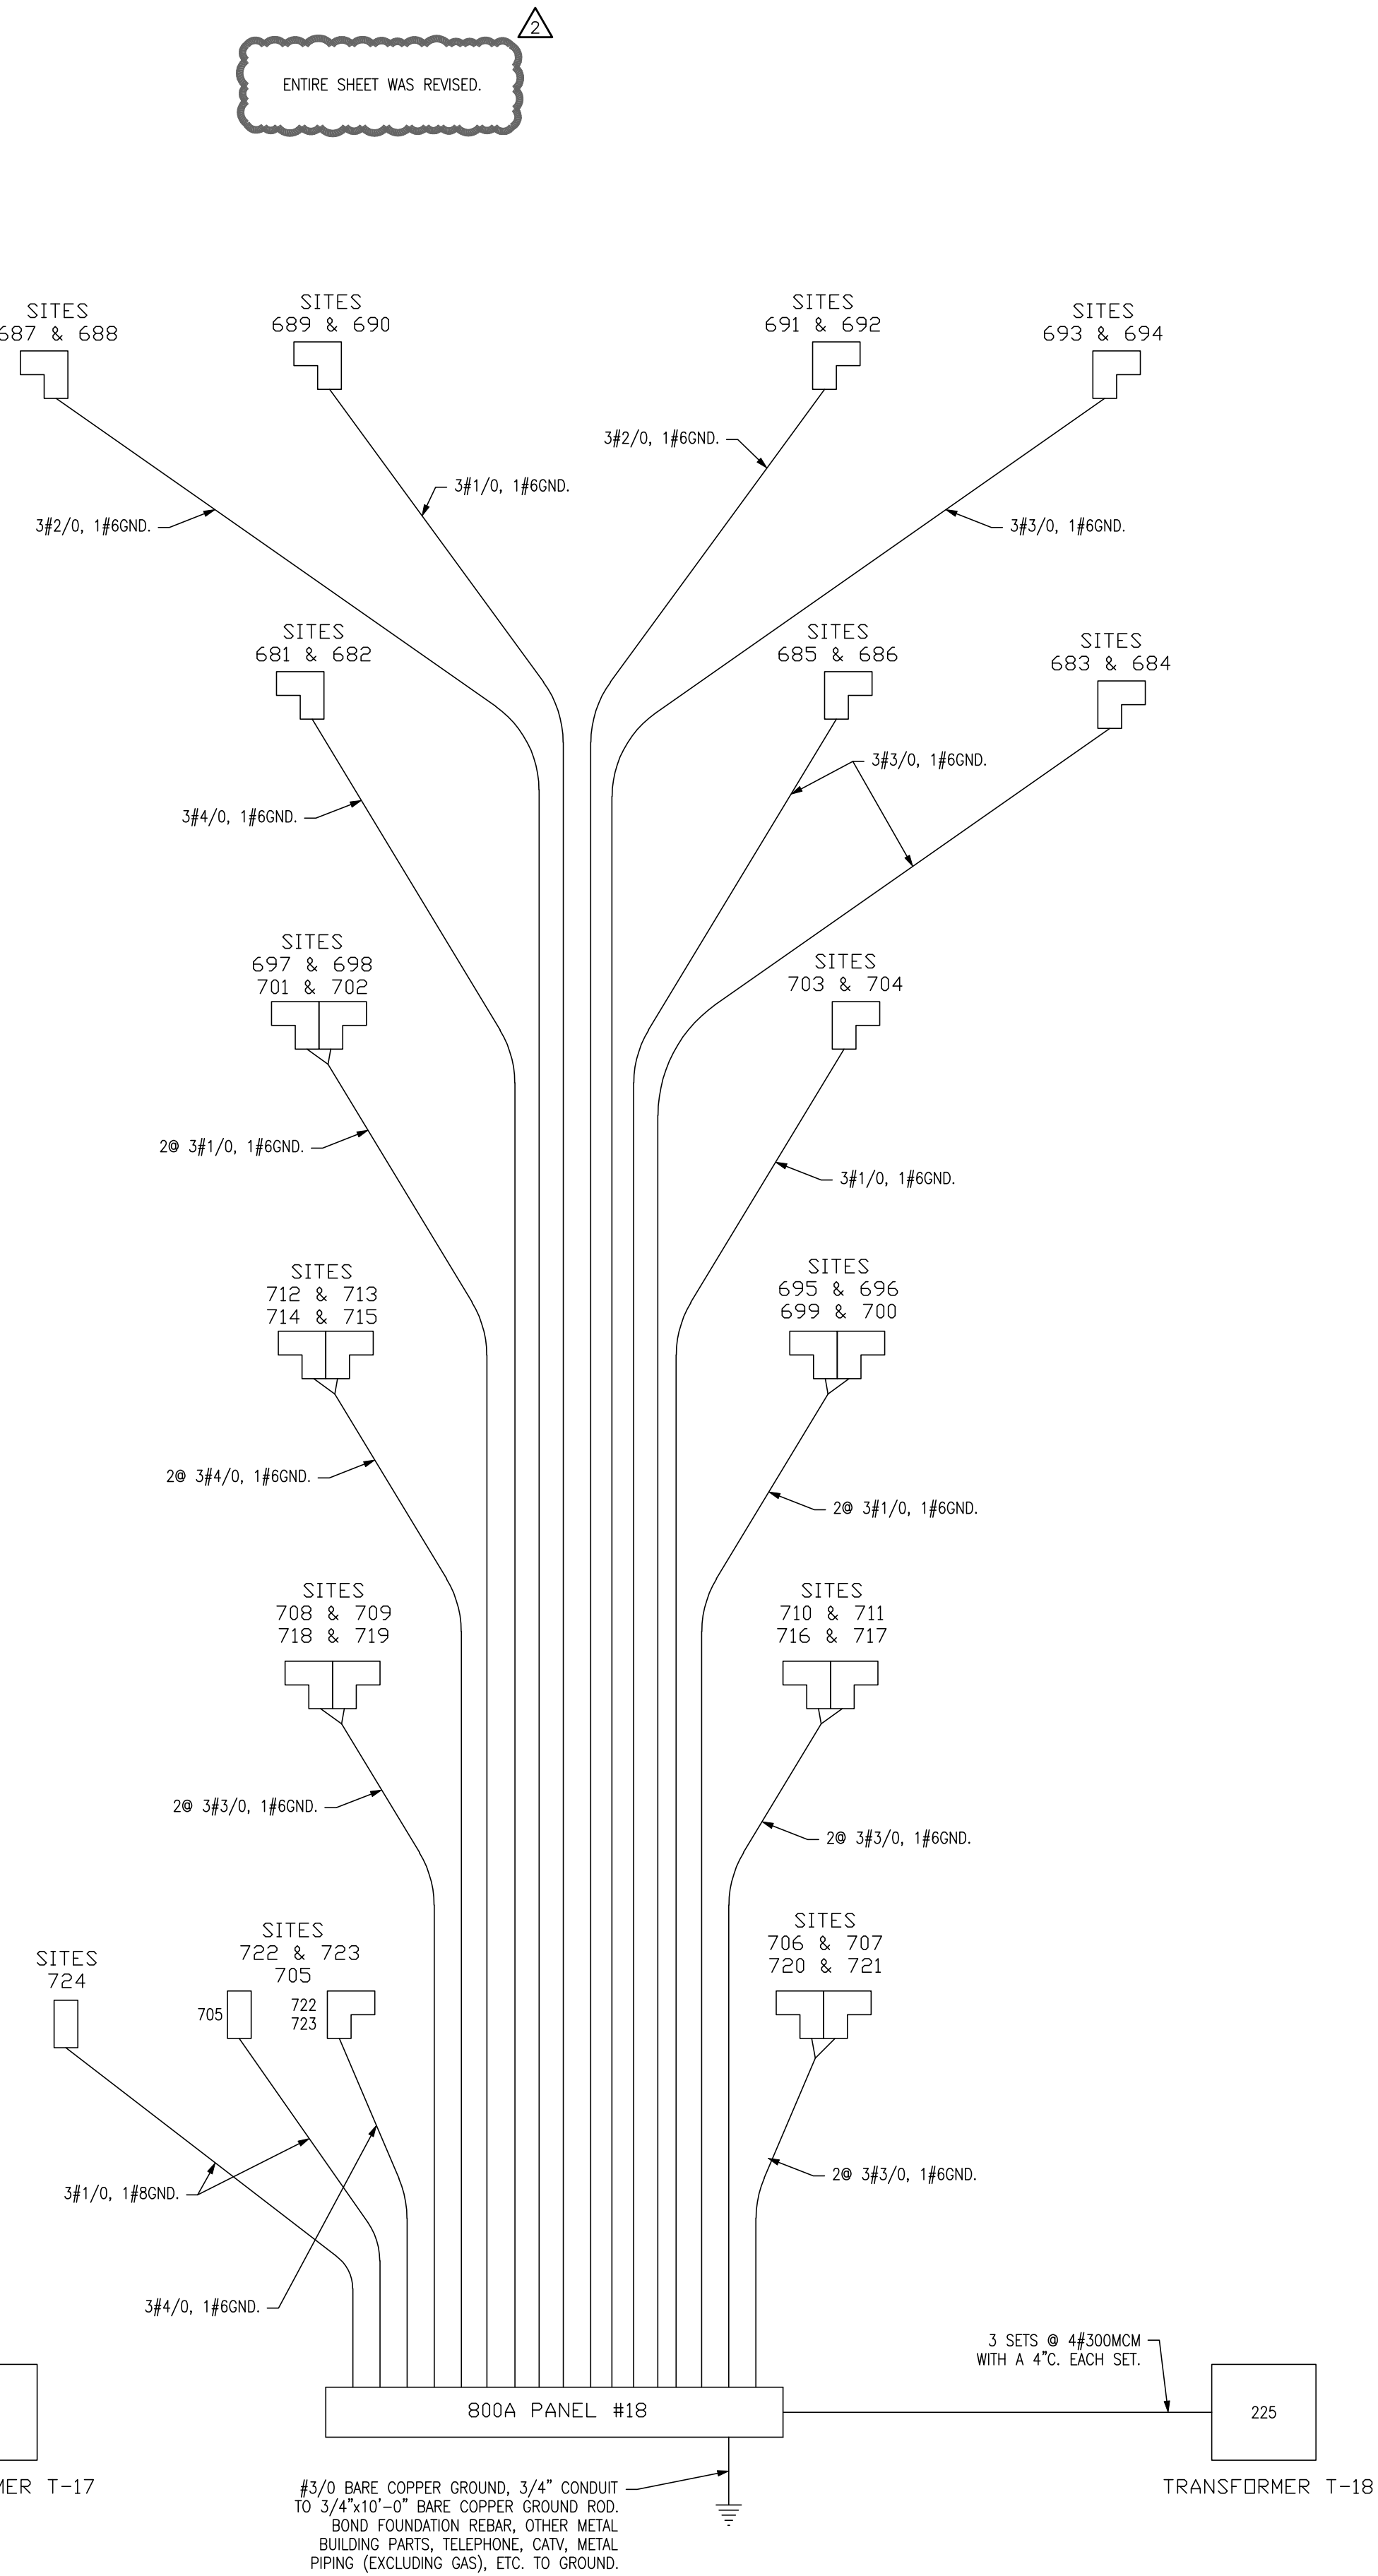 2
ENTIRE SHEET WAS REVISED.
SITES
687 & 688
SITES
689 & 690
SITES
691 & 692
SITES
693 & 694
3#2/0, 1#6GND.
3#1/0, 1#6GND.
3#2/0, 1#6GND.
3#3/0, 1#6GND.
SITES
681 & 682
SITES
685 & 686
SITES
683 & 684
3#3/0, 1#6GND.
3#4/0, 1#6GND.
SITES
697 & 698
701 & 702
SITES
703 & 704
2@ 3#1/0, 1#6GND.
3#1/0, 1#6GND.
SITES
712 & 713
714 & 715
SITES
695 & 696
699 & 700
2@ 3#4/0, 1#6GND.
2@ 3#1/0, 1#6GND.
SITES
708 & 709
718 & 719
SITES
710 & 711
716 & 717
2@ 3#3/0, 1#6GND.
2@ 3#3/0, 1#6GND.
SITES
724
SITES
722 & 723
705
705
722
723
SITES
706 & 707
720 & 721
3#1/0, 1#8GND.
2@ 3#3/0, 1#6GND.
3#4/0, 1#6GND.
3 SETS @ 4#300MCM
WITH A 4"C. EACH SET.
800A PANEL #18
225
MER T-17
TRANSFORMER T-18
#3/0 BARE COPPER GROUND, 3/4" CONDUIT
TO 3/4"x10'-0" BARE COPPER GROUND ROD.
BOND FOUNDATION REBAR, OTHER METAL
BUILDING PARTS, TELEPHONE, CATV, METAL
PIPING (EXCLUDING GAS), ETC. TO GROUND.